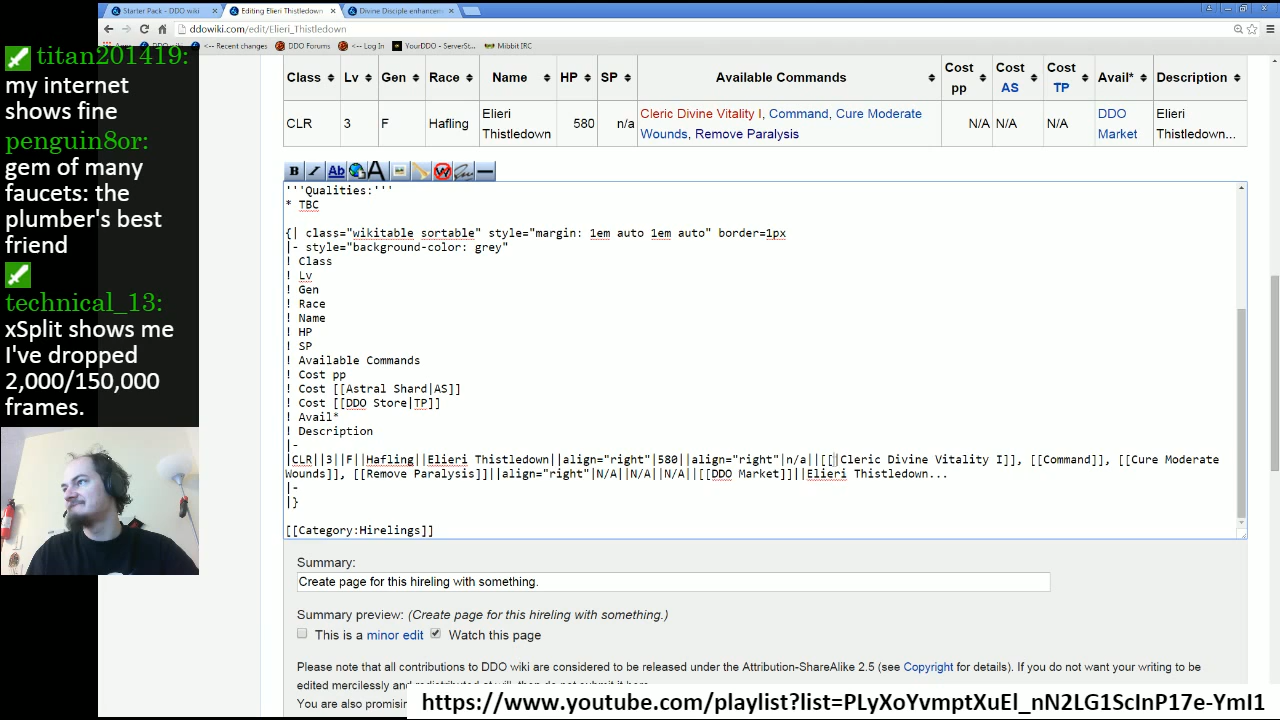 Starter Pack - DDO wiki
Editing Elieri Thistledown
Divine Disciple enhancem
ddowiki.com/edit/Elieri_Thistledown
<-- Recent changes
DDO Forums
<-- Log In
YourDDO - ServerSt...
Mibbit IRC
titan201419:
my internet
shows fine
penguin8or:
gem of many
faucets: the
plumber's best
friend
technical_13:
xSplit shows me
I've dropped
2,000/150,000
frames.
Class Lv Gen Race Name HP SP Available Commands Cost pp Cost AS Cost TP Avail* Description
CLR 3 F Hafling Elieri Thistledown 580 n/a Cleric Divine Vitality I, Command, Cure Moderate Wounds, Remove Paralysis N/A N/A N/A DDO Market Elieri Thistledown...
'''Qualities:'''
* TBC
{| class="wikitable sortable" style="margin: 1em auto 1em auto" border=1px
|- style="background-color: grey"
! Class
! Lv
! Gen
! Race
! Name
! HP
! SP
! Available Commands
! Cost pp
! Cost [[Astral Shard|AS]]
! Cost [[DDO Store|TP]]
! Avail*
! Description
|-
|CLR||3||F||Hafling||Elieri Thistledown||align="right"|580||align="right"|n/a||[[|Cleric Divine Vitality I]], [[Command]], [[Cure Moderate
Wounds]], [[Remove Paralysis]]||align="right"|N/A||N/A||N/A||[[DDO Market]]||Elieri Thistledown...
|-
|}
[[Category:Hirelings]]
Summary:
Create page for this hireling with something.
Summary preview: (Create page for this hireling with something.)
This is a minor edit Watch this page
Please note that all contributions to DDO wiki are considered to be released under the Attribution-ShareAlike 2.5 (see Copyright for details). If you do not want your writing to be
edited mercilessly and redistributed at will, then do not submit it here.
You are also promisin
https://www.youtube.com/playlist?list=PLyXoYvmptXuEl_nN2LG1ScInP17e-YmI1